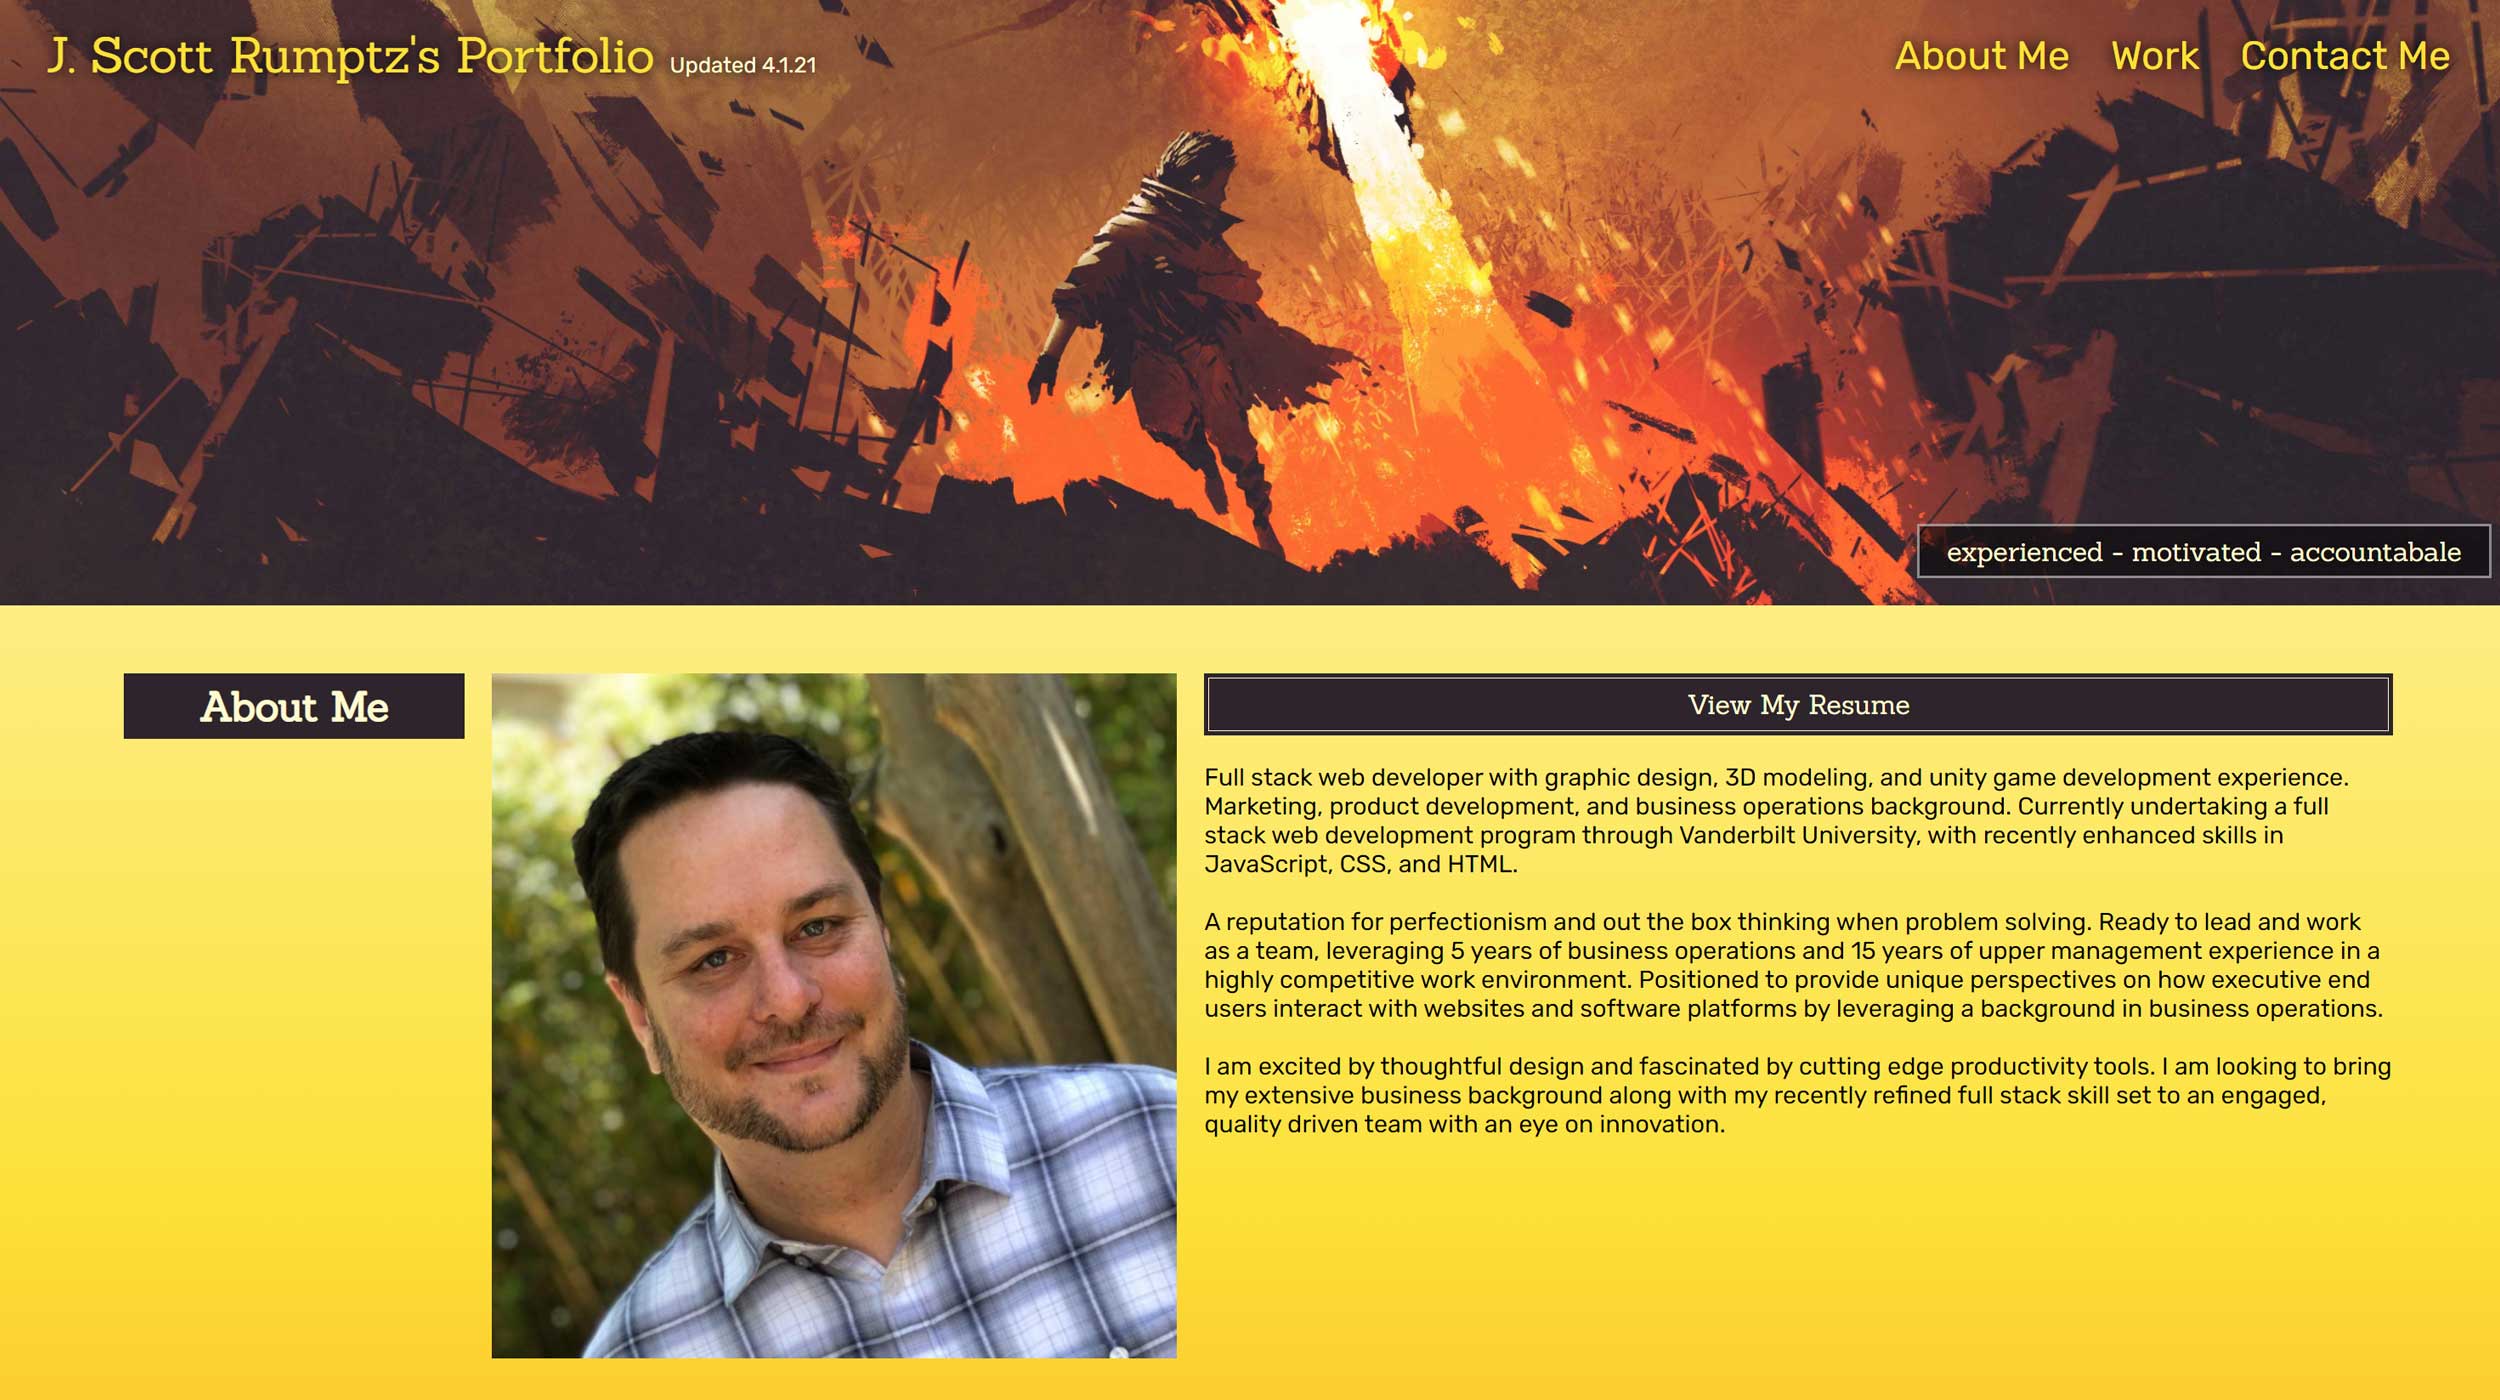 J. Scott Rumptz's Portfolio Updated 4.1.21
About Me Work Contact Me
experienced - motivated - accountabale
About Me
View My Resume
Full stack web developer with graphic design, 3D modeling, and unity game development experience.
Marketing, product development, and business operations background. Currently undertaking a full
stack web development program through Vanderbilt University, with recently enhanced skills in
JavaScript, CSS, and HTML.
A reputation for perfectionism and out the box thinking when problem solving. Ready to lead and work
as a team, leveraging 5 years of business operations and 15 years of upper management experience in a
highly competitive work environment. Positioned to provide unique perspectives on how executive end
users interact with websites and software platforms by leveraging a background in business operations.
I am excited by thoughtful design and fascinated by cutting edge productivity tools. I am looking to bring
my extensive business background along with my recently refined full stack skill set to an engaged,
quality driven team with an eye on innovation.